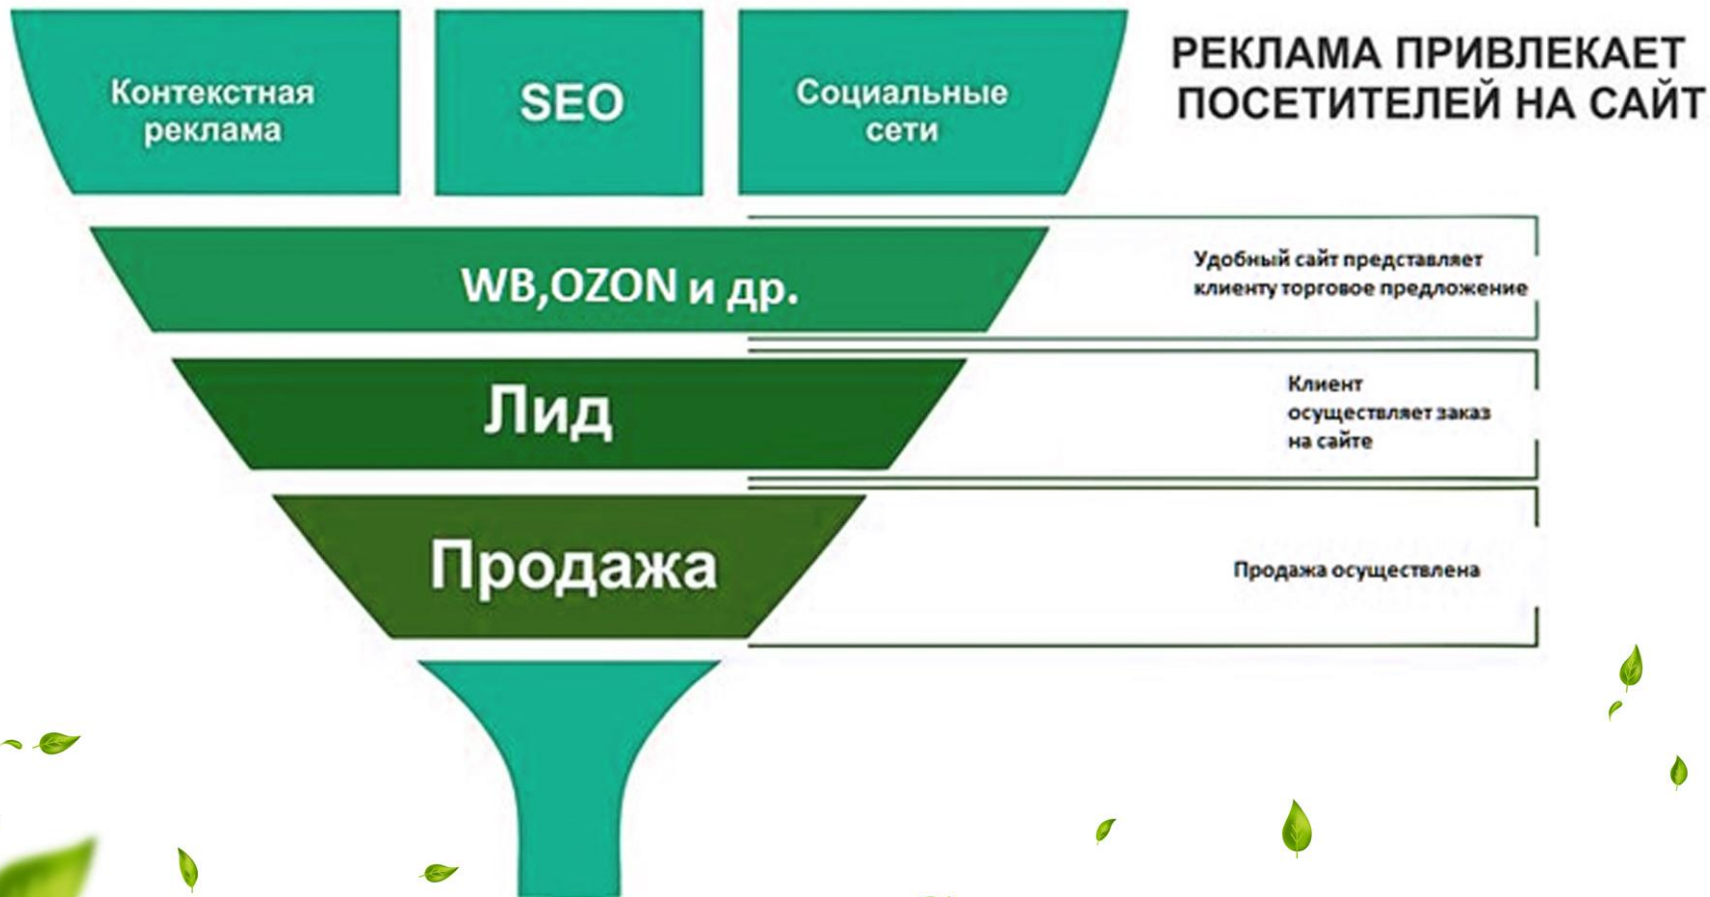 Контекстная
реклама
SEO
Социальные
сети
РЕКЛАМА ПРИВЛЕКАЕТ
ПОСЕТИТЕЛЕЙ НА САЙТ
WB,OZON и др.
Удобный сайт представляет
клиенту торговое предложение
Лид
Клиент
осуществляет заказ
на сайте
Продажа
Продажа осуществлена